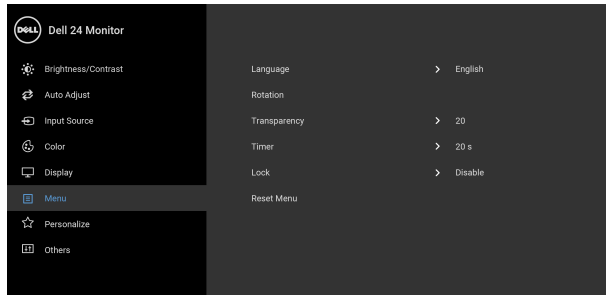 DELL Dell 24 Monitor
Brightness/Contrast
Auto Adjust
Input Source
Color
Display
Menu
Personalize
Others
Language English
Rotation
Transparency 20
Timer 20 s
Lock Disable
Reset Menu